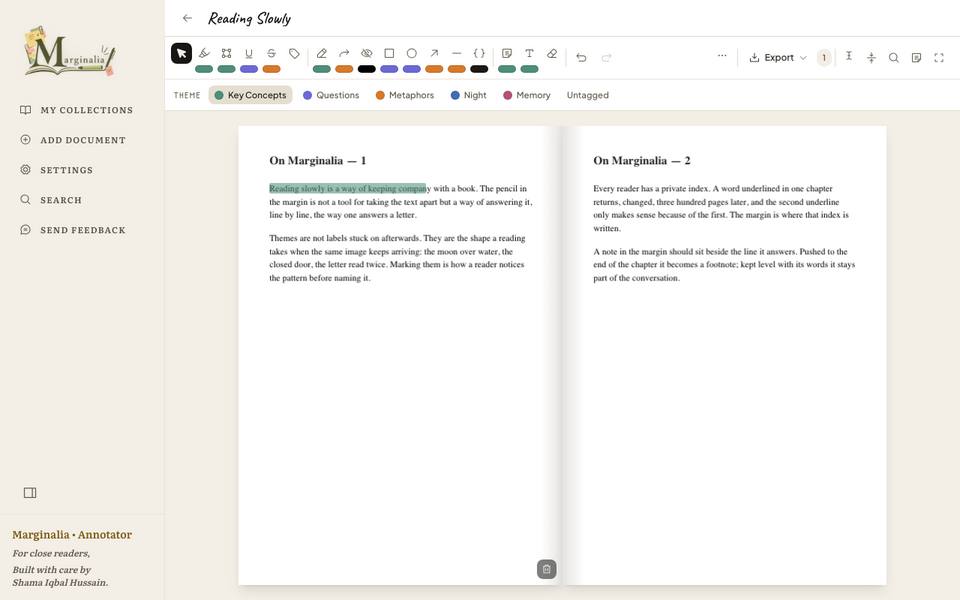 Marginalia
MY COLLECTIONS
ADD DOCUMENT
SETTINGS
SEARCH
SEND FEEDBACK
Marginalia • Annotator
For close readers,
Built with care by
Shama Iqbal Hussain.
Reading Slowly
Export
1
THEME
Key Concepts
Questions
Metaphors
Night
Memory
Untagged
On Marginalia — 1
Reading slowly is a way of keeping company with a book. The pencil in
the margin is not a tool for taking the text apart but a way of answering it,
line by line, the way one answers a letter.
Themes are not labels stuck on afterwards. They are the shape a reading
takes when the same image keeps arriving: the moon over water, the
closed door, the letter read twice. Marking them is how a reader notices
the pattern before naming it.
On Marginalia — 2
Every reader has a private index. A word underlined in one chapter
returns, changed, three hundred pages later, and the second underline
only makes sense because of the first. The margin is where that index is
written.
A note in the margin should sit beside the line it answers. Pushed to the
end of the chapter it becomes a footnote; kept level with its words it stays
part of the conversation.